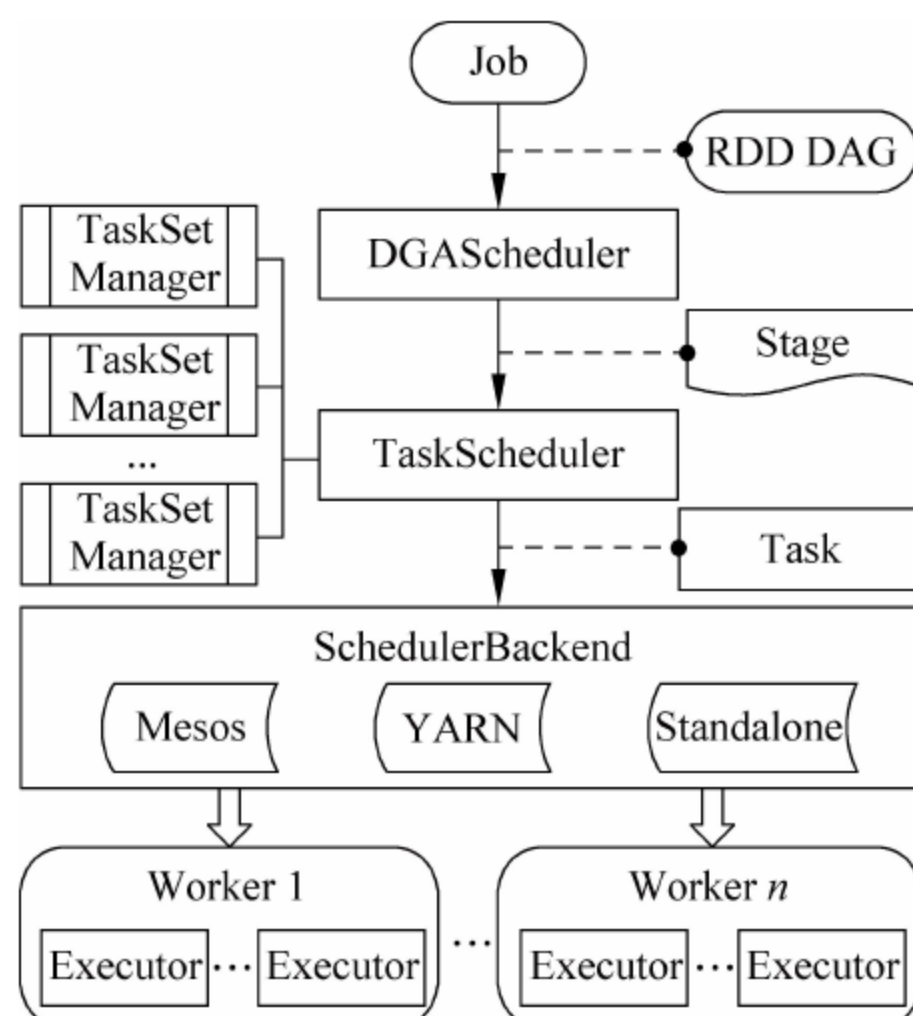 Job
RDD DAG
TaskSet
Manager
DGAScheduler
TaskSet
Manager
Stage
...
TaskScheduler
TaskSet
Manager
Task
SchedulerBackend
Mesos
YARN
Standalone
Worker 1
Worker n
Executor ... Executor
...
Executor ... Executor